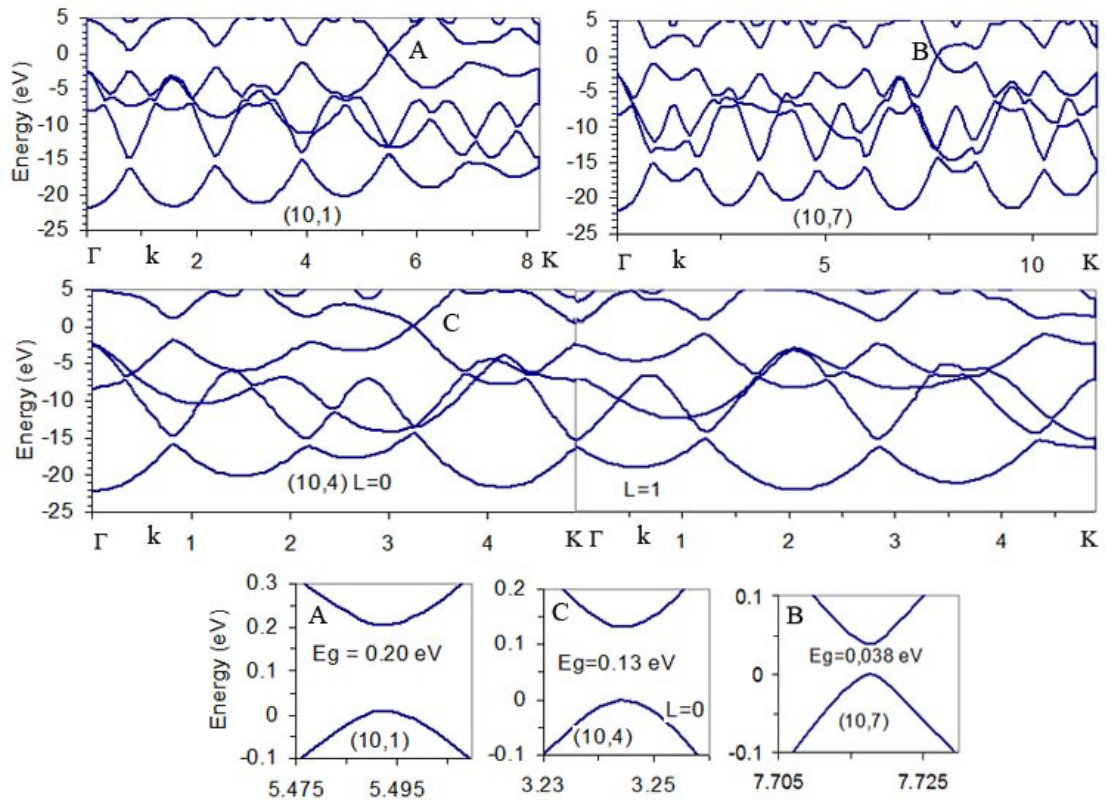 5
0
-5
-10
-15
-20
-25
Energy (eV)
A
(10,1)
Γ k 2 4 6 8 K
5
0
-5
-10
-15
-20
-25
B
(10,7)
Γ k 5 10 K
5
0
-5
-10
-15
-20
-25
Energy (eV)
C
(10,4) L=0
L=1
Γ k 1 2 3 4 K Γ k 1 2 3 4 K
0.3
0.2
0.1
0
-0.1
Energy (eV)
A
Eg = 0.20 eV
(10,1)
5.475 5.495
0.2
0.1
0
-0.1
C
Eg=0.13 eV
L=0
(10,4)
3.23 3.25
0.1
0
-0.1
B
Eg=0,038 eV
(10,7)
7.705 7.725